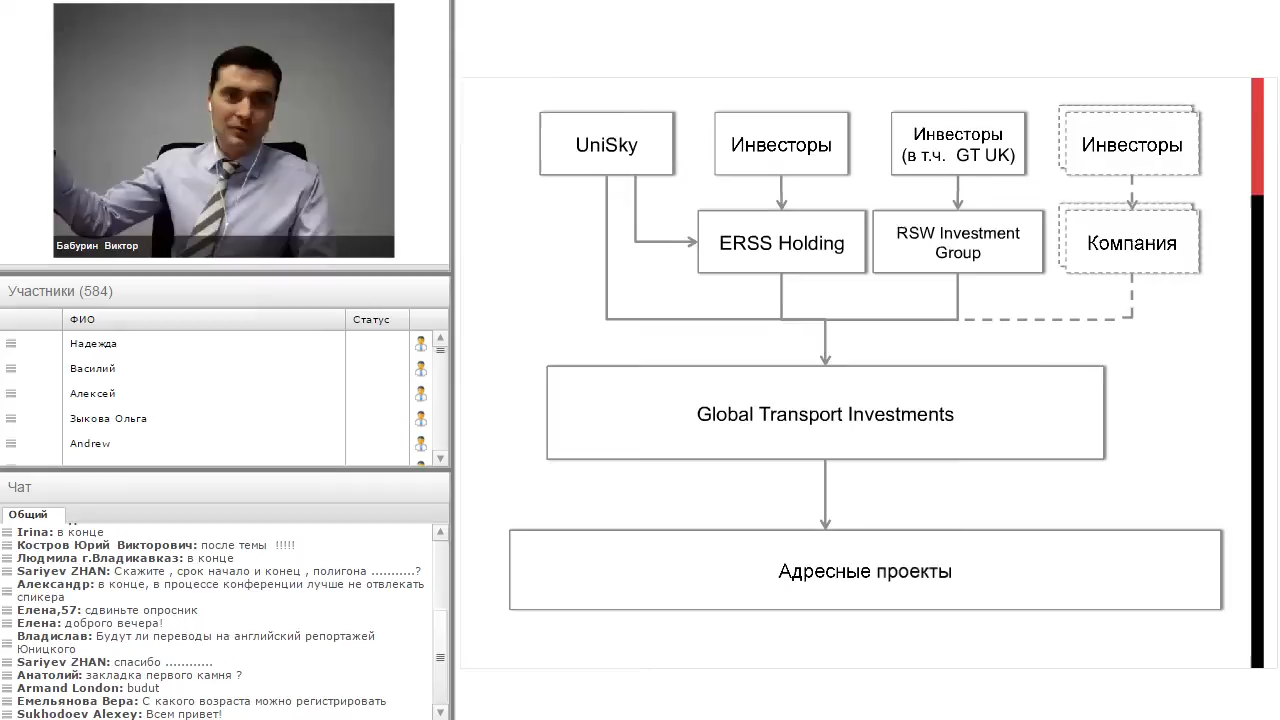 Бабурин Виктор
Участники (584)
ФИО
Статус
Надежда
Василий
Алексей
Зыкова Ольга
Andrew
Чат
Общий
Irina: в конце
Костров Юрий Викторович: после темы !!!!!
Людмила г.Владикавказ: в конце
Sariyev ZHAN: Скажите , срок начало и конец , полигона ...........?
Александр: в конце, в процессе конференции лучше не отвлекать
спикера
Елена,57: сдвиньте опросник
Елена: доброго вечера!
Владислав: Будут ли переводы на английский репортажей
Юницкого
Sariyev ZHAN: спасибо ............
Анатолий: закладка первого камня ?
Armand London: budut
Емельянова Вера: С какого возраста можно регистрировать
Sukhodoev Alexey: Всем привет!
UniSky
Инвесторы
Инвесторы
(в т.ч. GT UK)
Инвесторы
ERSS Holding
RSW Investment
Group
Компания
Global Transport Investments
Адресные проекты